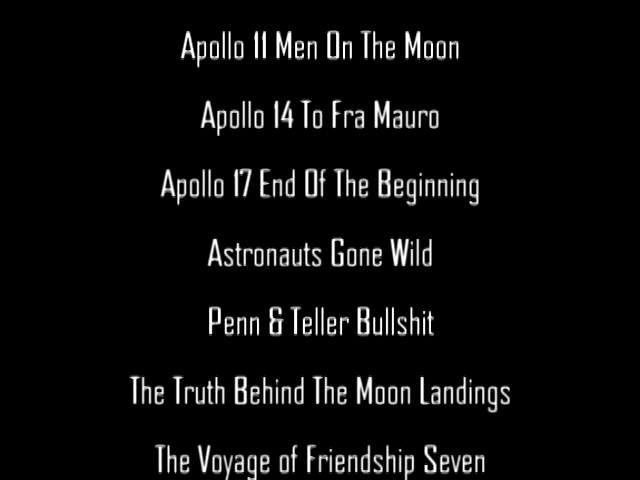 Apollo 11 Men On The Moon
Apollo 14 To Fra Mauro
Apollo 17 End Of The Beginning
Astronauts Gone Wild
Penn & Teller Bullshit
The Truth Behind The Moon Landings
The Voyage of Friendship Seven